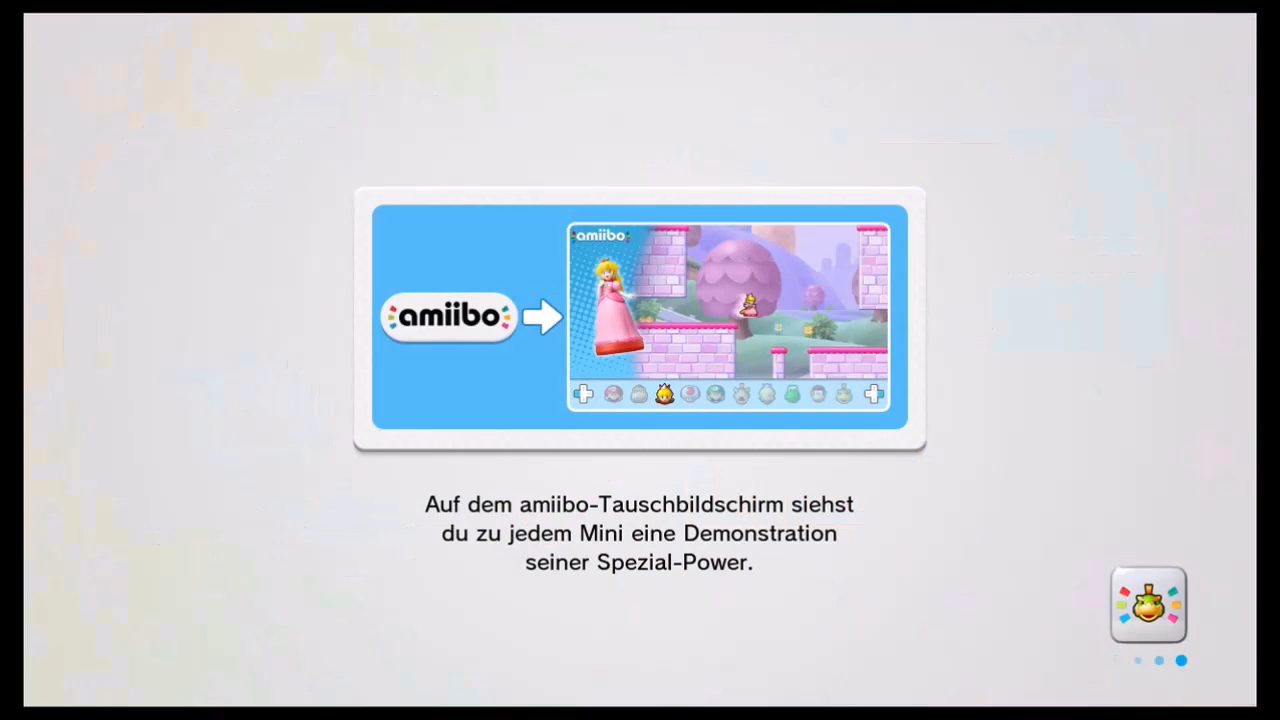 amiibo
amiibo
Auf dem amiibo-Tauschbildschirm siehst
du zu jedem Mini eine Demonstration
seiner Spezial-Power.